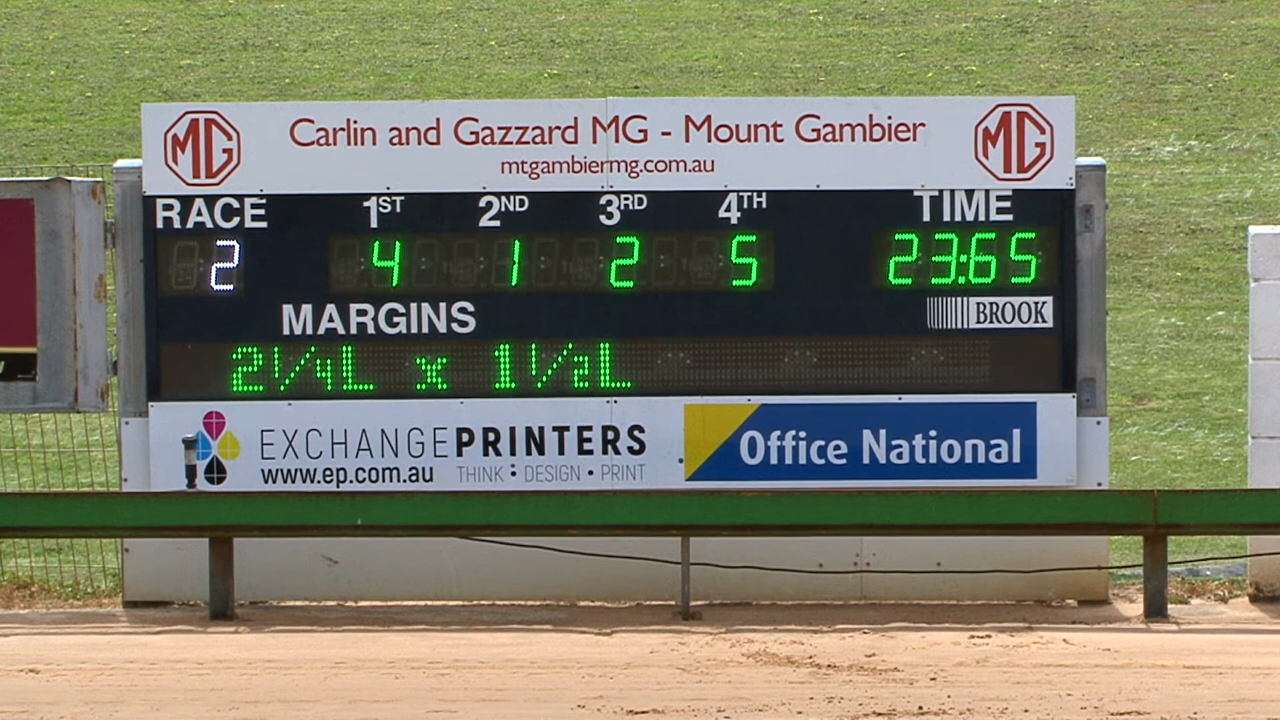 MG Carlin and Gazzard MG - Mount Gambier MG
mtgambiermg.com.au
RACE 1ST 2ND 3RD 4TH TIME
2 4 1 2 5 23:65
MARGINS BROOK
2¼L x 1½L
EXCHANGEPRINTERS Office National
www.ep.com.au THINK : DESIGN • PRINT